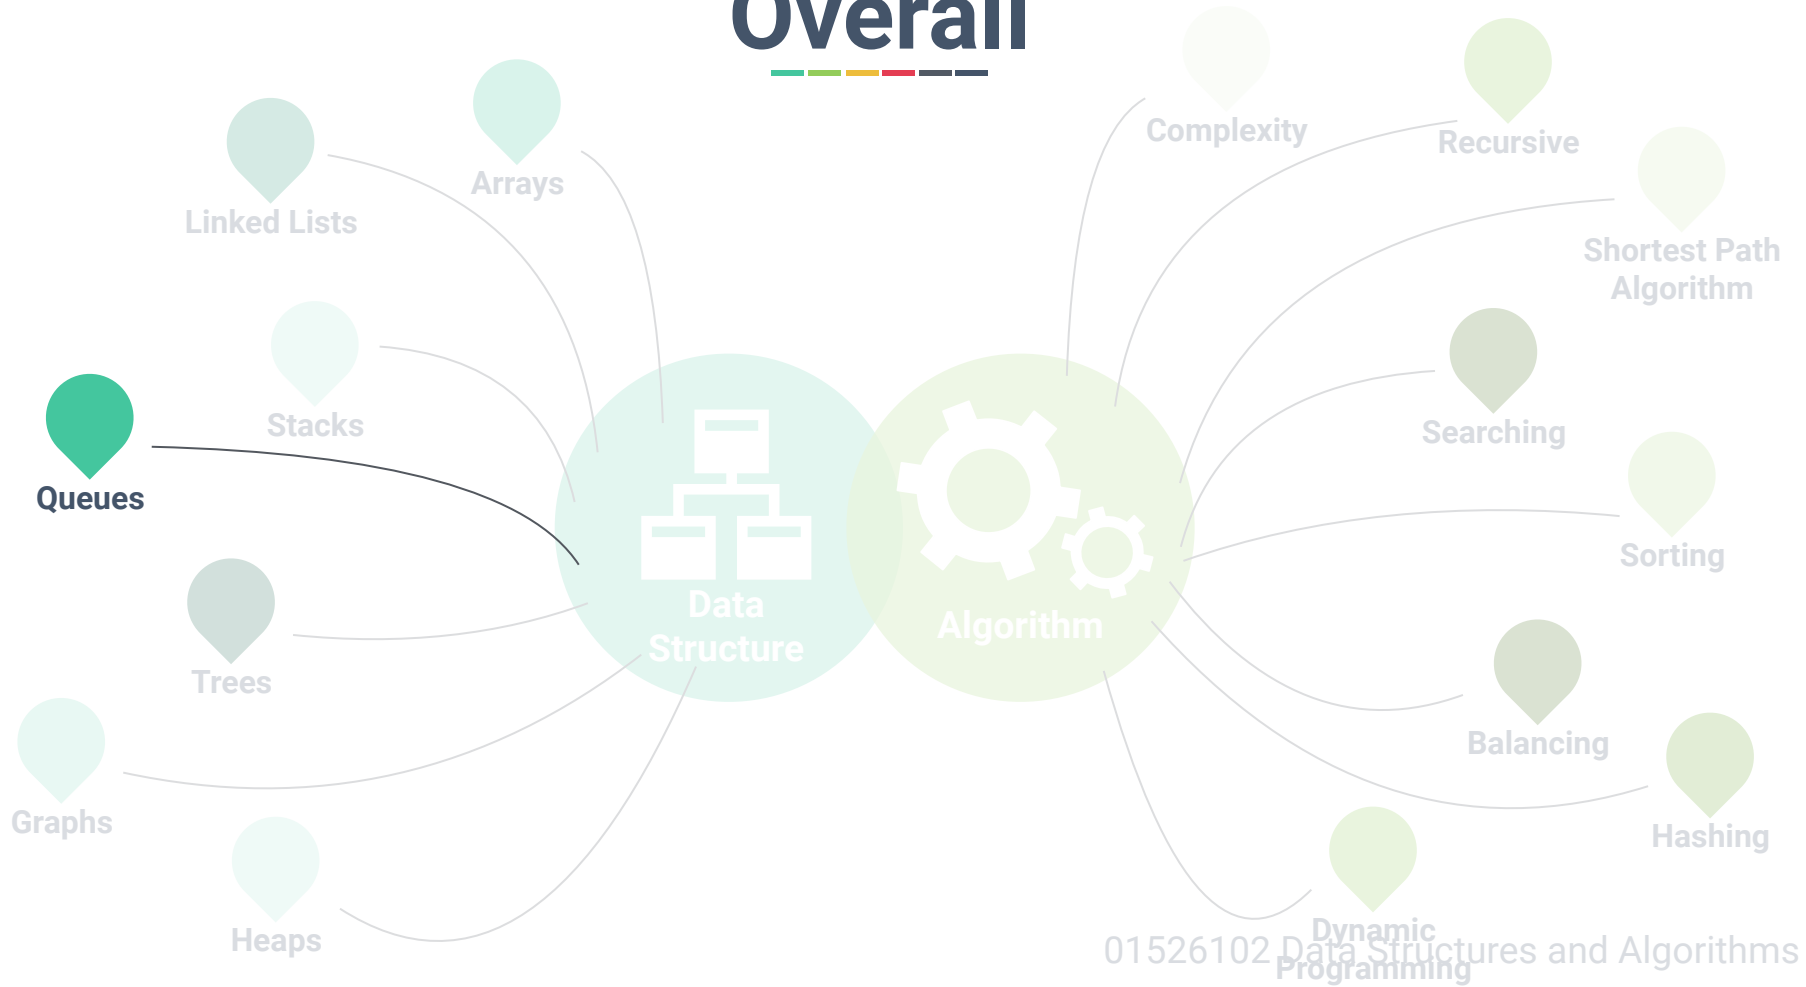 Overall
Complexity
Recursive
Arrays
Linked Lists
Shortest Path
Algorithm
Stacks
Searching
Queues
Sorting
Data
Structure
Algorithm
Trees
Balancing
Graphs
Hashing
Heaps
Dynamic
Programming
01526102 Data Structures and Algorithms